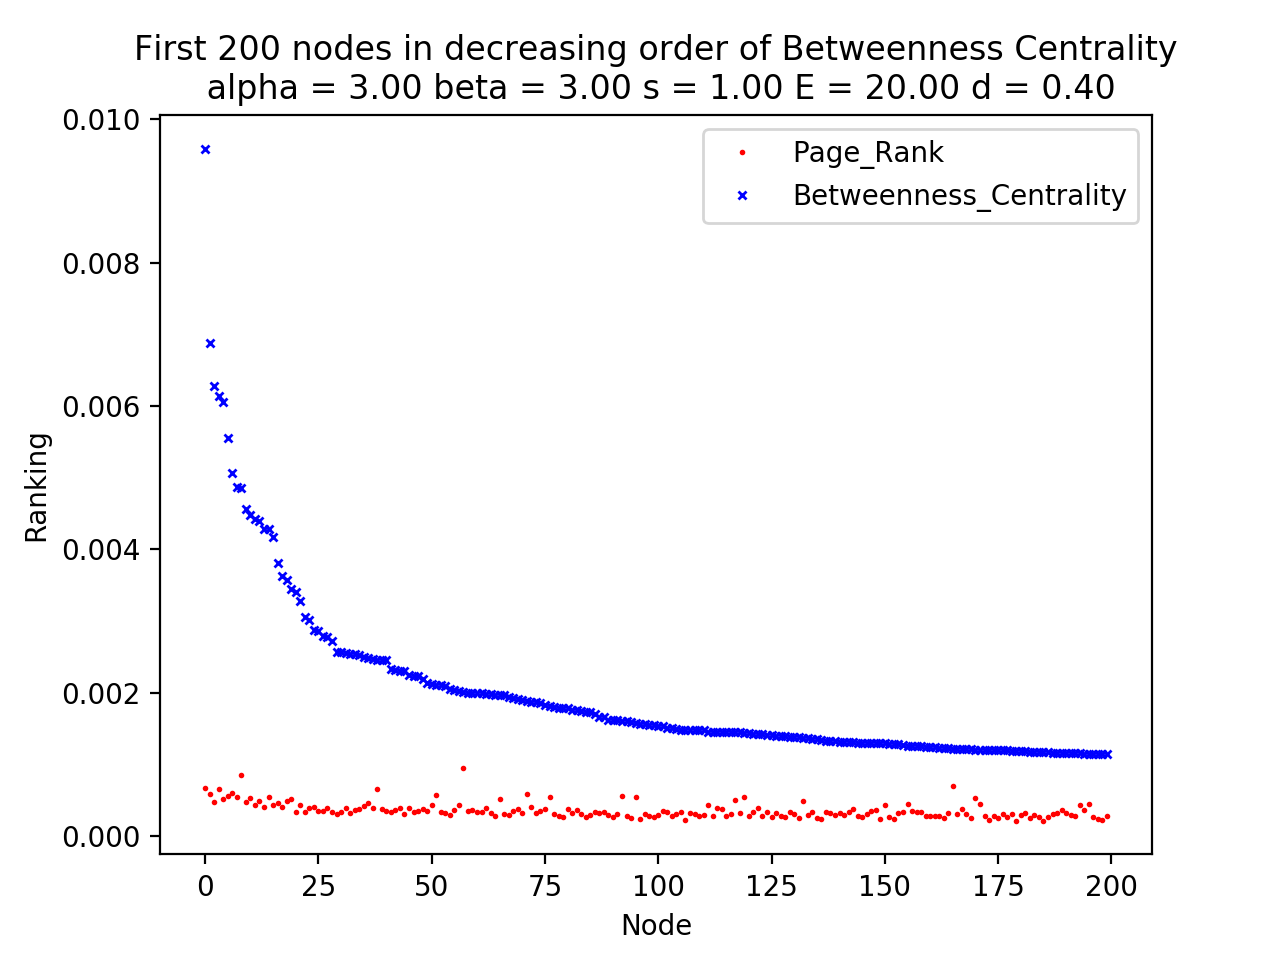 First 200 nodes in decreasing order of Betweenness Centrality
alpha = 3.00 beta = 3.00 s = 1.00 E = 20.00 d = 0.40
Page_Rank
Betweenness_Centrality
0.010
0.008
0.006
0.004
0.002
0.000
Ranking
0 25 50 75 100 125 150 175 200
Node